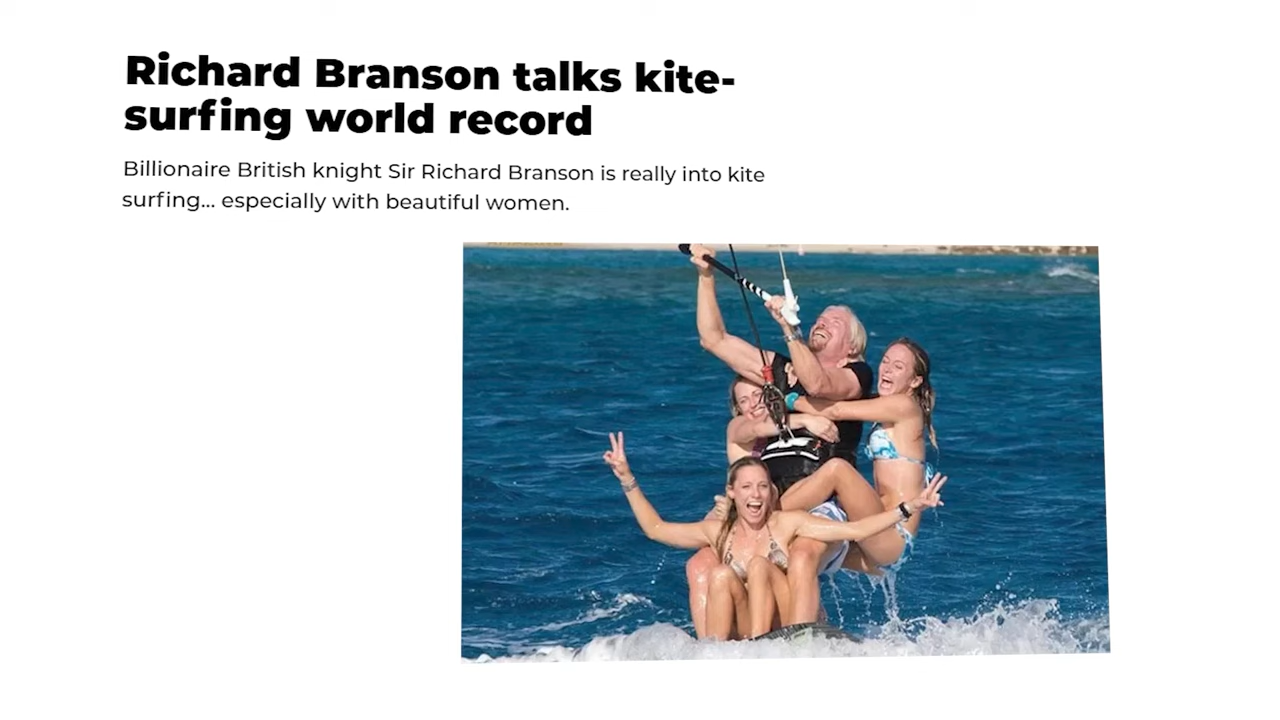 Richard Branson talks kite-
surfing world record
Billionaire British knight Sir Richard Branson is really into kite
surfing... especially with beautiful women.